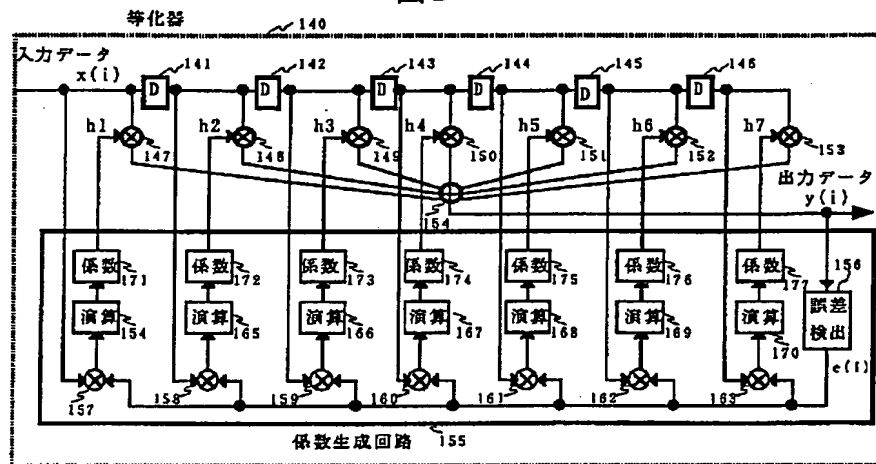 等化器
140
入力データ
x(i)
141
142
143
144
145
146
D
D
D
D
D
D
h1
h2
h3
h4
h5
h6
h7
147
148
149
150
151
152
153
154
出力データ
y(i)
係数
係数
係数
係数
係数
係数
係数
171
172
173
174
175
176
177
156
演算
演算
演算
演算
演算
演算
演算
154
165
166
167
168
169
170
誤差
検出
e(i)
157
158
159
160
161
162
163
係数生成回路
155